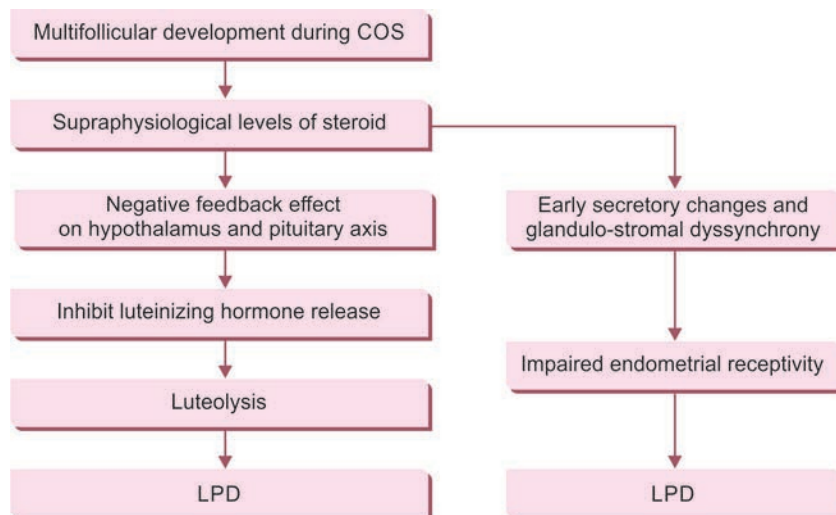 Multifollicular development during COS
Supraphysiological levels of steroid
Negative feedback effect
on hypothalamus and pituitary axis
Inhibit luteinizing hormone release
Luteolysis
LPD
Early secretory changes and
glandulo-stromal dyssynchrony
Impaired endometrial receptivity
LPD